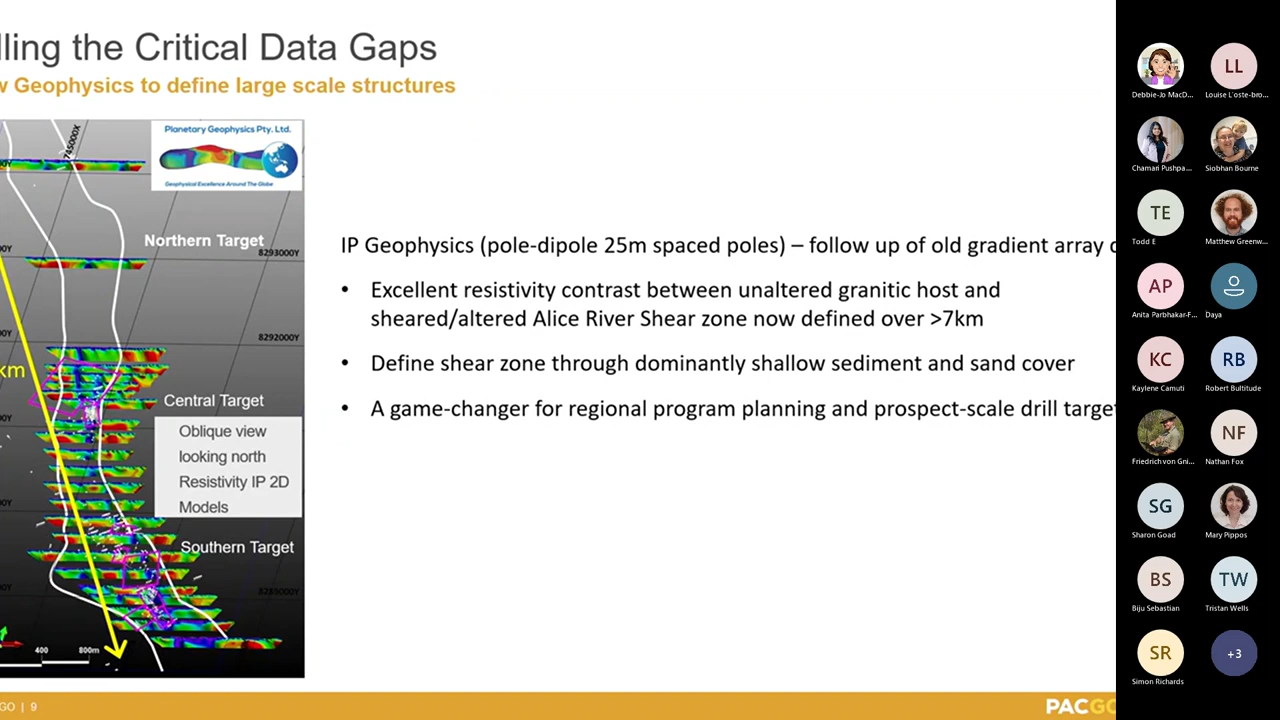 lling the Critical Data Gaps
w Geophysics to define large scale structures
Planetary Geophysics Pty. Ltd.
Geophysical Excellence Around The Globe
745000X
Northern Target
8293000Y
8292000Y
km
Central Target
Oblique view
looking north
Resistivity IP 2D
Models
Southern Target
400 800m
IP Geophysics (pole-dipole 25m spaced poles) – follow up of old gradient array
• Excellent resistivity contrast between unaltered granitic host and
sheared/altered Alice River Shear zone now defined over >7km
• Define shear zone through dominantly shallow sediment and sand cover
• A game-changer for regional program planning and prospect-scale drill target
GO | 9
PACGO
Debbie-Jo MacD...
LL
Louise L'oste-bro...
Chamari Pushpa...
Siobhan Bourne
TE
Todd E
Matthew Greenw...
AP
Anita Parbhakar-F...
Daya
KC
Kaylene Camuti
RB
Robert Bultitude
Friedrich von Gni...
NF
Nathan Fox
SG
Sharon Goad
Mary Pippos
BS
Biju Sebastian
TW
Tristan Wells
SR
Simon Richards
+3